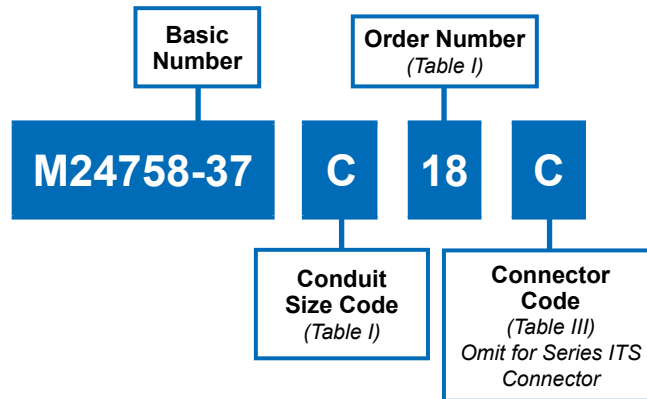 Basic
Number
Order Number
(Table I)
M24758-37
C
18
C
Conduit
Size Code
(Table I)
Connector
Code
(Table III)
Omit for Series ITS
Connector